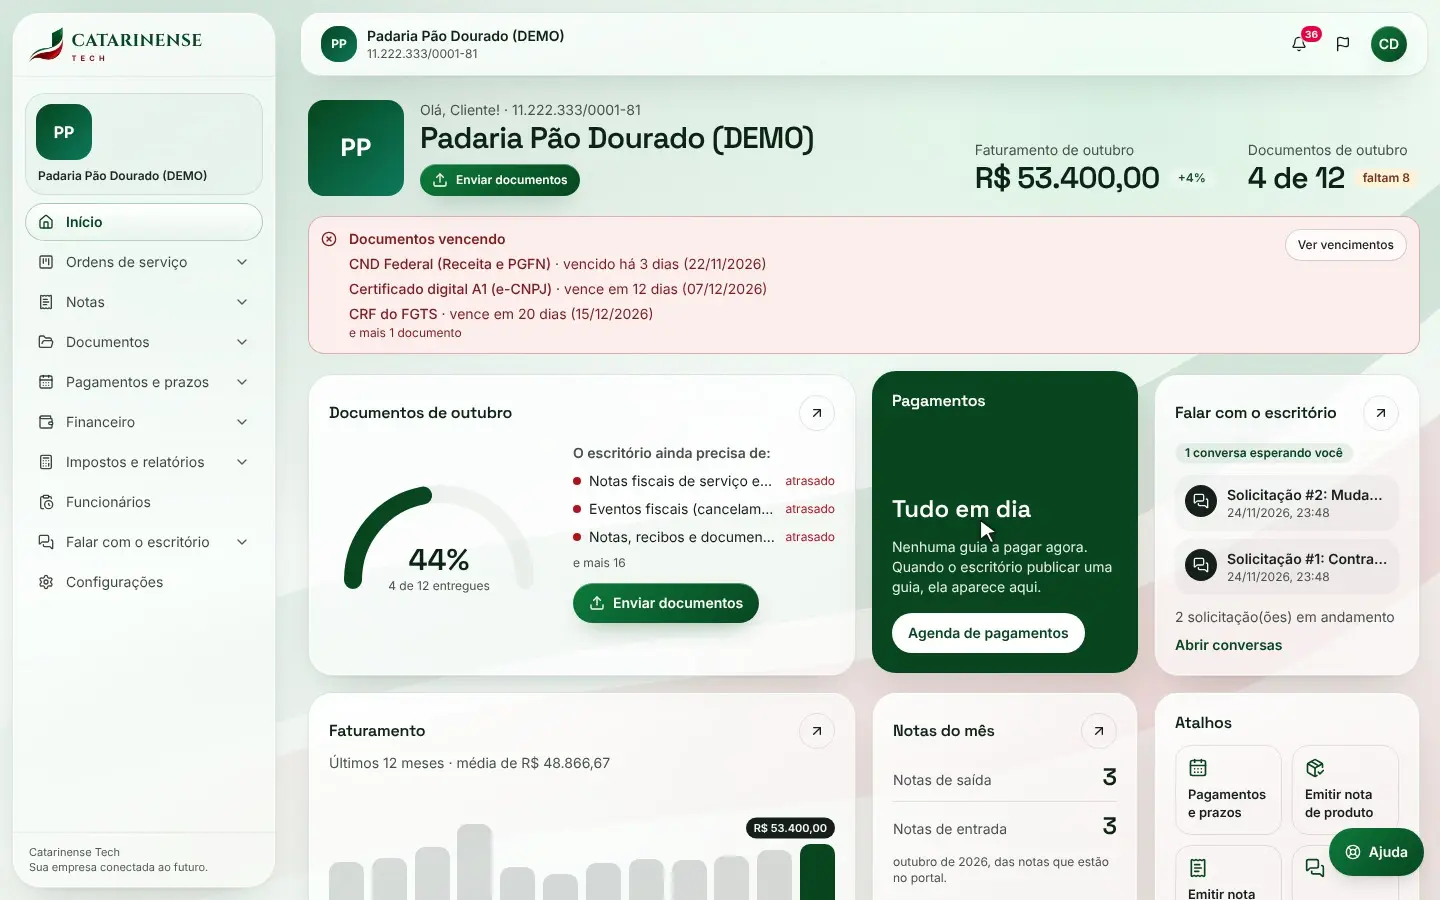 CATARINENSE
TECH
PP
Padaria Pão Dourado (DEMO)
Início
Ordens de serviço
Notas
Documentos
Pagamentos e prazos
Financeiro
Impostos e relatórios
Funcionários
Falar com o escritório
Configurações
Catarinense Tech
Sua empresa conectada ao futuro.
PP
Padaria Pão Dourado (DEMO)
11.222.333/0001-81
36
CD
PP
Olá, Cliente! · 11.222.333/0001-81
Padaria Pão Dourado (DEMO)
Enviar documentos
Faturamento de outubro
R$ 53.400,00 +4%
Documentos de outubro
4 de 12 faltam 8
Documentos vencendo
CND Federal (Receita e PGFN) · vencido há 3 dias (22/11/2026)
Certificado digital A1 (e-CNPJ) · vence em 12 dias (07/12/2026)
CRF do FGTS · vence em 20 dias (15/12/2026)
e mais 1 documento
Ver vencimentos
Documentos de outubro
44%
4 de 12 entregues
O escritório ainda precisa de:
Notas fiscais de serviço e... atrasado
Eventos fiscais (cancelam... atrasado
Notas, recibos e documen... atrasado
e mais 16
Enviar documentos
Pagamentos
Tudo em dia
Nenhuma guia a pagar agora.
Quando o escritório publicar uma
guia, ela aparece aqui.
Agenda de pagamentos
Falar com o escritório
1 conversa esperando você
Solicitação #2: Muda...
24/11/2026, 23:48
Solicitação #1: Contra...
24/11/2026, 23:48
2 solicitação(ões) em andamento
Abrir conversas
Faturamento
Últimos 12 meses · média de R$ 48.866,67
R$ 53.400,00
Notas do mês
Notas de saída 3
Notas de entrada 3
outubro de 2026, das notas que estão
no portal.
Atalhos
Pagamentos
e prazos
Emitir nota
de produto
Emitir nota
Ajuda